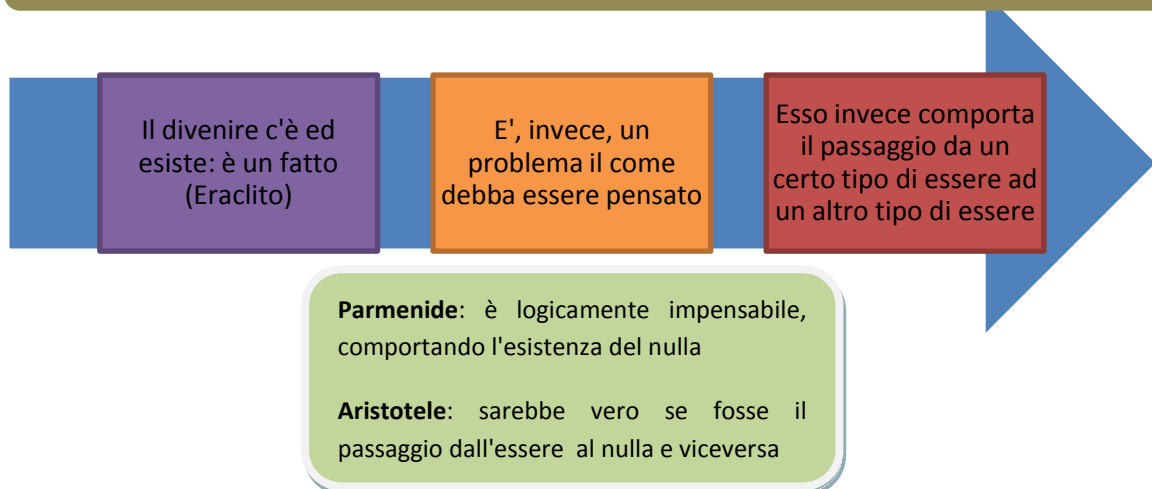 Il divenire c'è ed
esiste: è un fatto
(Eraclito)
E', invece, un
problema il come
debba essere pensato
Esso invece comporta
il passaggio da un
certo tipo di essere ad
un altro tipo di essere
Parmenide: è logicamente impensabile,
comportando l'esistenza del nulla
Aristotele: sarebbe vero se fosse il
passaggio dall'essere al nulla e viceversa